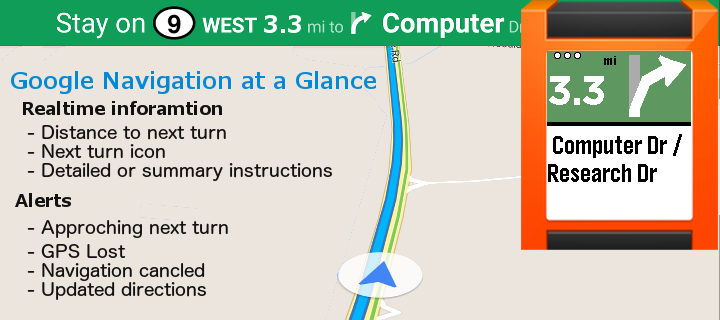 Stay on 9 WEST 3.3 mi to Computer Dr
Rd
Google Navigation at a Glance
Realtime inforamtion
- Distance to next turn
- Next turn icon
- Detailed or summary instructions
Alerts
- Approching next turn
- GPS Lost
- Navigation cancled
- Updated directions
mi
3.3
Computer Dr /
Research Dr